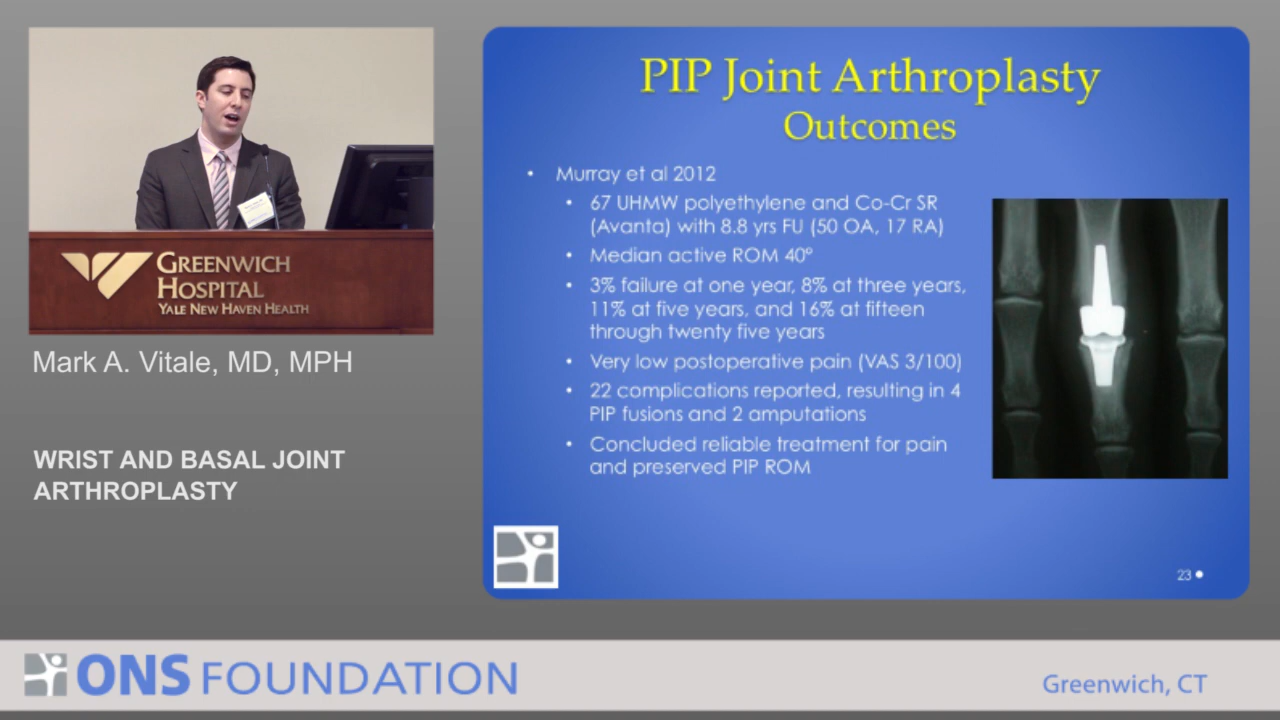 GREENWICH
HOSPITAL
YALE NEW HAVEN HEALTH
Mark A. Vitale, MD, MPH
WRIST AND BASAL JOINT
ARTHROPLASTY
PIP Joint Arthroplasty
Outcomes
• Murray et al 2012
• 67 UHMW polyethylene and Co-Cr SR
(Avanta) with 8.8 yrs FU (50 OA, 17 RA)
• Median active ROM 40º
• 3% failure at one year, 8% at three years,
11% at five years, and 16% at fifteen
through twenty five years
• Very low postoperative pain (VAS 3/100)
• 22 complications reported, resulting in 4
PIP fusions and 2 amputations
• Concluded reliable treatment for pain
and preserved PIP ROM
23
ONS FOUNDATION
Greenwich, CT